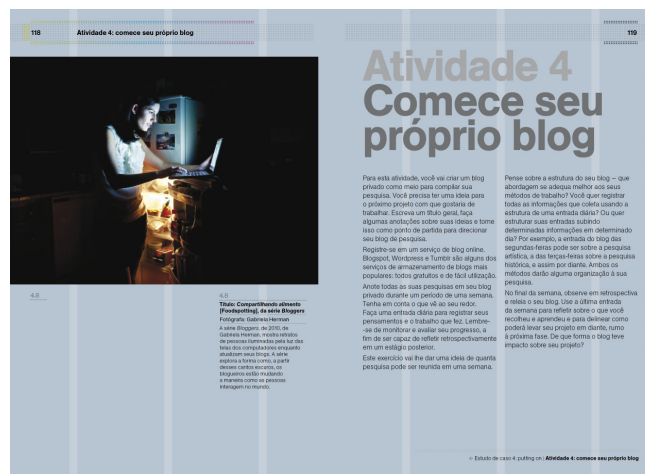 118
Atividade 4: comece seu próprio blog
119
4.8
4.8
Título: Compartilhando alimento
[Foodspotting], da série Bloggers
Fotógrafa: Gabriela Herman
A série Bloggers, de 2010, de
Gabriela Herman, mostra retratos
de pessoas iluminadas pela luz das
telas dos computadores enquanto
atualizam seus blogs. A série
explora a forma como, a partir
desses cantos escuros, os
blogueiros estão mudando
a maneira como as pessoas
interagem no mundo.
Atividade 4
Comece seu
próprio blog
Para esta atividade, você vai criar um blog
privado como meio para compilar sua
pesquisa. Você precisa ter uma ideia para
o próximo projeto com que gostaria de
trabalhar. Escreva um título geral, faça
algumas anotações sobre suas ideias e tome
isso como ponto de partida para direcionar
seu blog de pesquisa.
Registre-se em um serviço de blog online.
Blogspot, Wordpress e Tumblr são alguns dos
serviços de armazenamento de blogs mais
populares: todos gratuitos e de fácil utilização.
Anote todas as suas pesquisas em seu blog
privado durante um período de uma semana.
Tenha em conta o que vê ao seu redor.
Faça uma entrada diária para registrar seus
pensamentos e o trabalho que fez. Lembre-
-se de monitorar e avaliar seu progresso, a
fim de ser capaz de refletir retrospectivamente
em um estágio posterior.
Este exercício vai lhe dar uma ideia de quanta
pesquisa pode ser reunida em uma semana.
Pense sobre a estrutura do seu blog – que
abordagem se adequa melhor aos seus
métodos de trabalho? Você quer registrar
todas as informações que coleta usando a
estrutura de uma entrada diária? Ou quer
estruturar suas entradas subindo
determinadas informações em determinado
dia? Por exemplo, a entrada do blog das
segundas-feiras pode ser sobre a pesquisa
artística, a das terças-feiras sobre a pesquisa
histórica, e assim por diante. Ambos os
métodos darão alguma organização à sua
pesquisa.
No final da semana, observe em retrospectiva
e releia o seu blog. Use a última entrada
da semana para refletir sobre o que você
recolheu e aprendeu e para delinear como
poderá levar seu projeto em diante, rumo
à próxima fase. De que forma o blog teve
impacto sobre seu projeto?
← Estudo de caso 4: putting on | Atividade 4: comece seu próprio blog